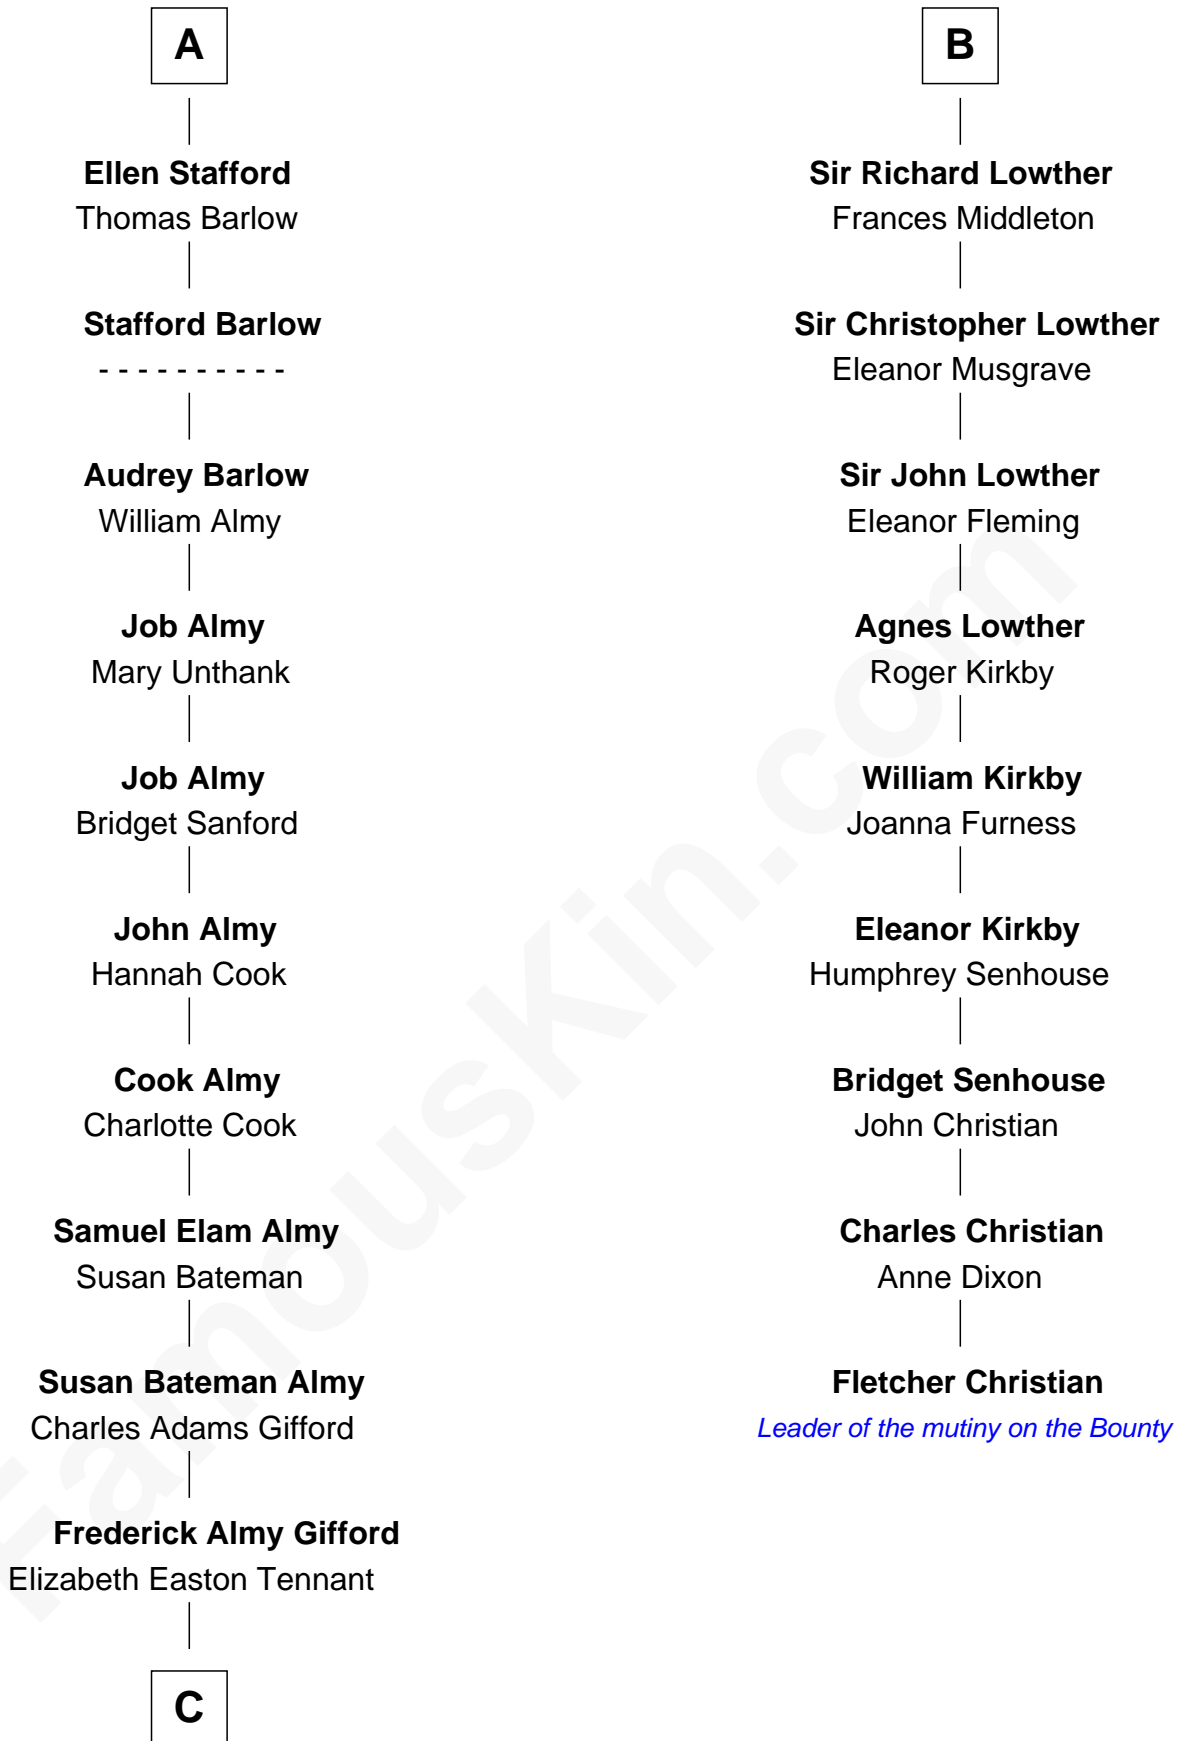 A
Ellen Stafford
Thomas Barlow
Stafford Barlow
- - - - - - - - - -
Audrey Barlow
William Almy
Job Almy
Mary Unthank
Job Almy
Bridget Sanford
John Almy
Hannah Cook
Cook Almy
Charlotte Cook
Samuel Elam Almy
Susan Bateman
Susan Bateman Almy
Charles Adams Gifford
Frederick Almy Gifford
Elizabeth Easton Tennant
C
B
Sir Richard Lowther
Frances Middleton
Sir Christopher Lowther
Eleanor Musgrave
Sir John Lowther
Eleanor Fleming
Agnes Lowther
Roger Kirkby
William Kirkby
Joanna Furness
Eleanor Kirkby
Humphrey Senhouse
Bridget Senhouse
John Christian
Charles Christian
Anne Dixon
Fletcher Christian
Leader of the mutiny on the Bounty
FamousKin.com